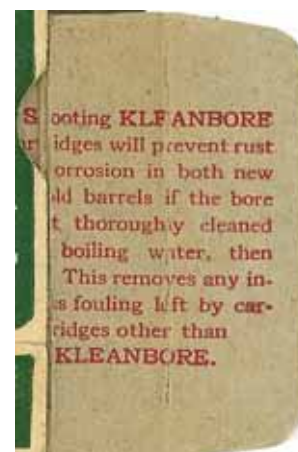 S ooting KLEANBORE
idges will prevent rust
orrosion in both new
ld barrels if the bore
t thoroughly cleaned
boiling water, then
This removes any in-
s fouling left by car-
ridges other than
KLEANBORE.